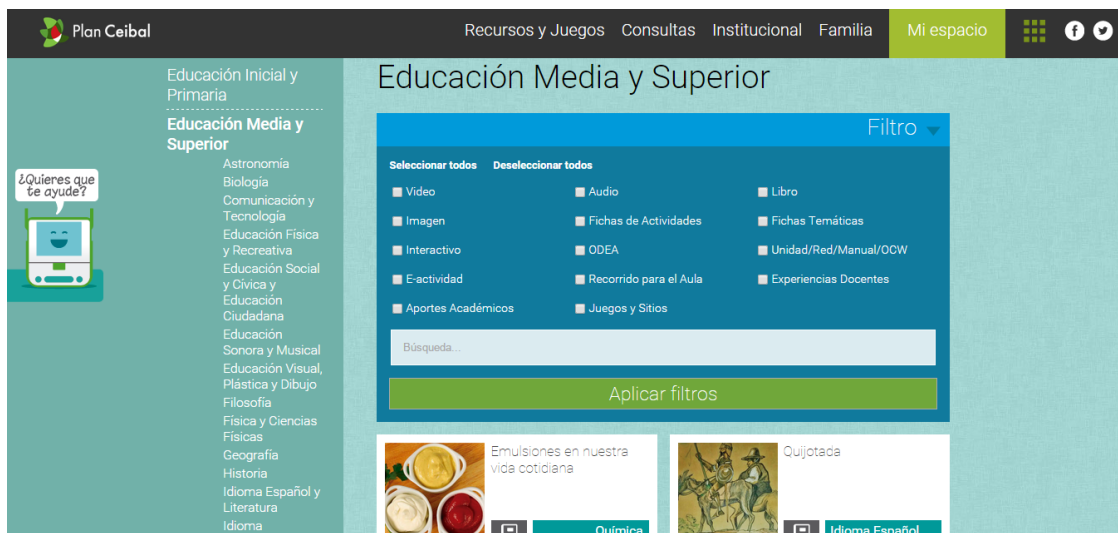 Plan Ceibal
Recursos y Juegos Consultas Institucional Familia Mi espacio
Educación Inicial y
Primaria
Educación Media y
Superior
Astronomía
Biología
Comunicación y
Tecnología
Educación Física
y Recreativa
Educación Social
y Cívica y
Educación
Ciudadana
Educación
Sonora y Musical
Educación Visual,
Plástica y Dibujo
Filosofía
Física y Ciencias
Físicas
Geografía
Historia
Idioma Español y
Literatura
Idioma
¿Quieres que
te ayude?
Educación Media y Superior
Filtro
Seleccionar todos Deseleccionar todos
Video Audio Libro
Imagen Fichas de Actividades Fichas Temáticas
Interactivo ODEA Unidad/Red/Manual/OCW
E-actividad Recorrido para el Aula Experiencias Docentes
Aportes Académicos Juegos y Sitios
Búsqueda...
Aplicar filtros
Emulsiones en nuestra
vida cotidiana
Química
Quijotada
Idioma Español